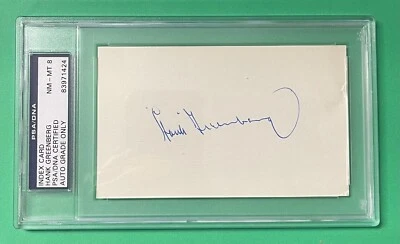 PSA/DNA
INDEX CARD
HANK GREENBERG
PSA/DNA CERTIFIED
AUTO GRADE ONLY
NM - MT 8
83971424
Hank Greenberg